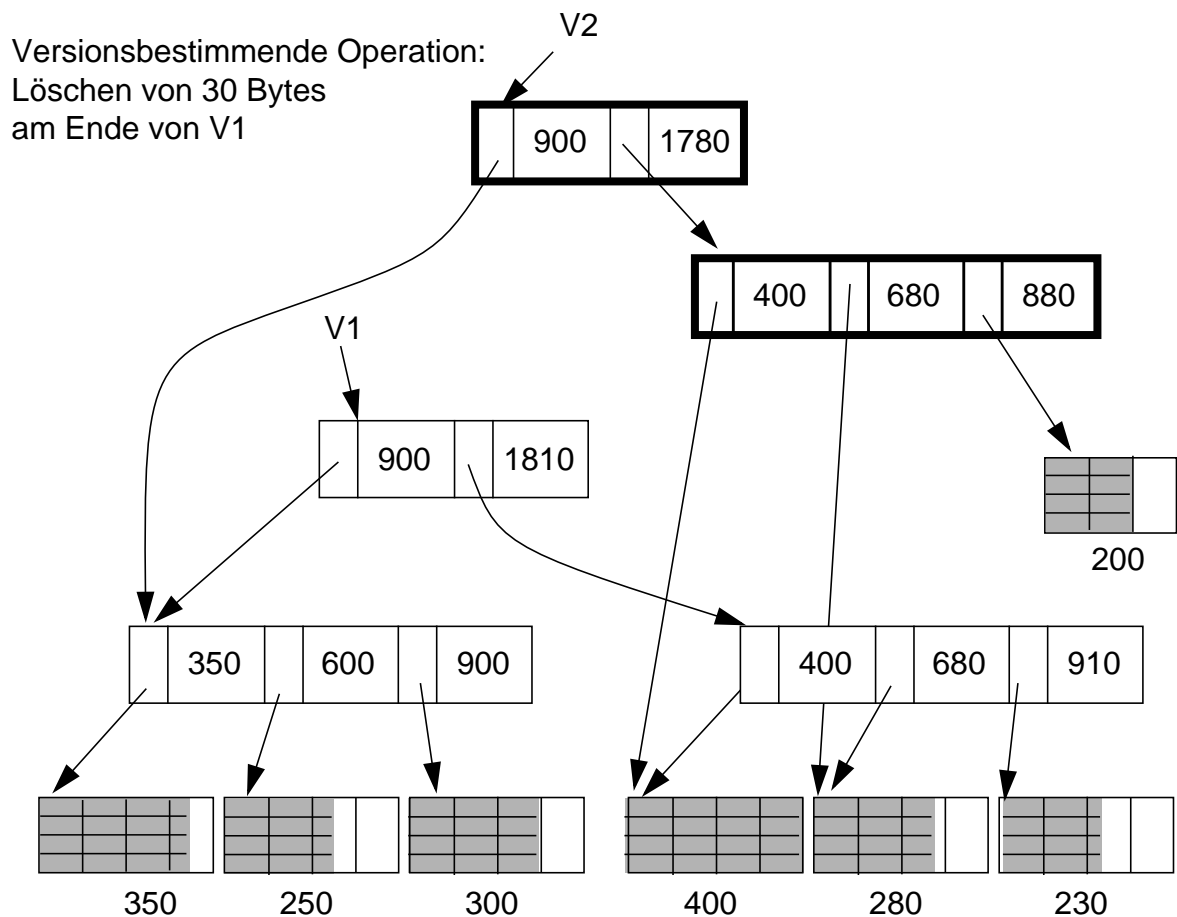 V2
Versionsbestimmende Operation:
Löschen von 30 Bytes
am Ende von V1
900 1780
400 680 880
V1
900 1810
200
350 600 900
400 680 910
350 250 300 400 280 230